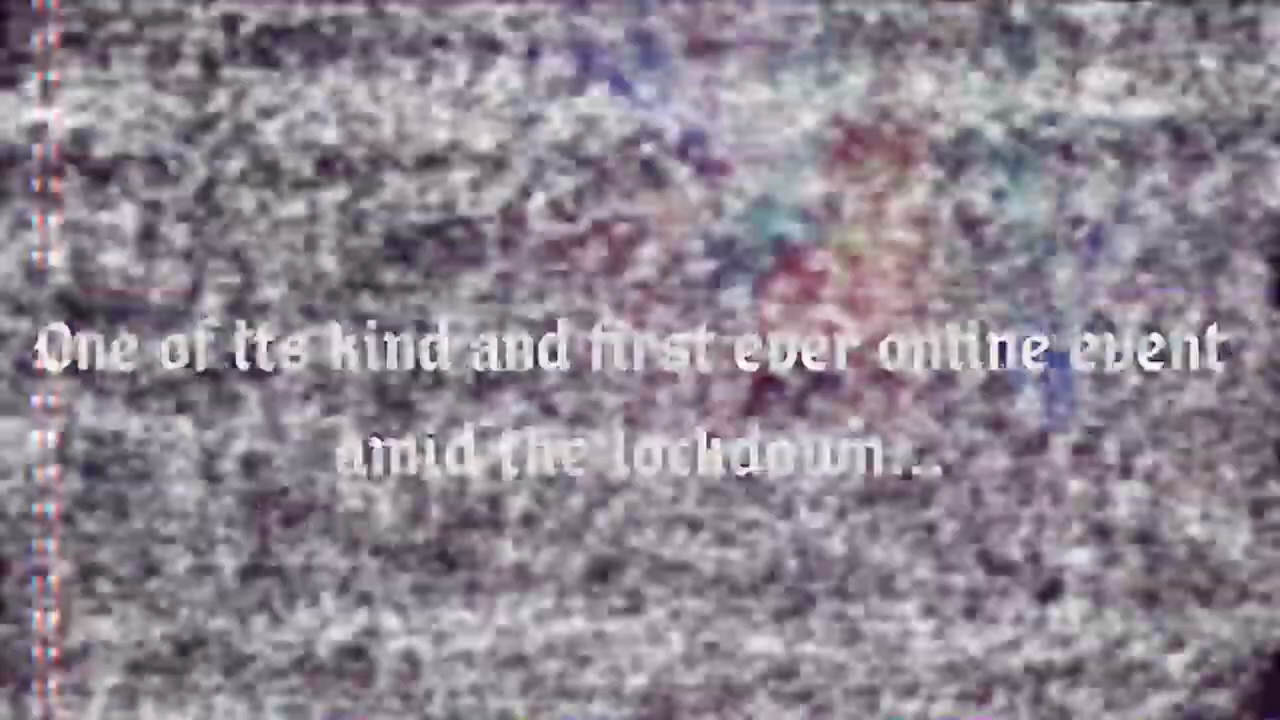 One of its kind and first ever online event
amid the lockdown...